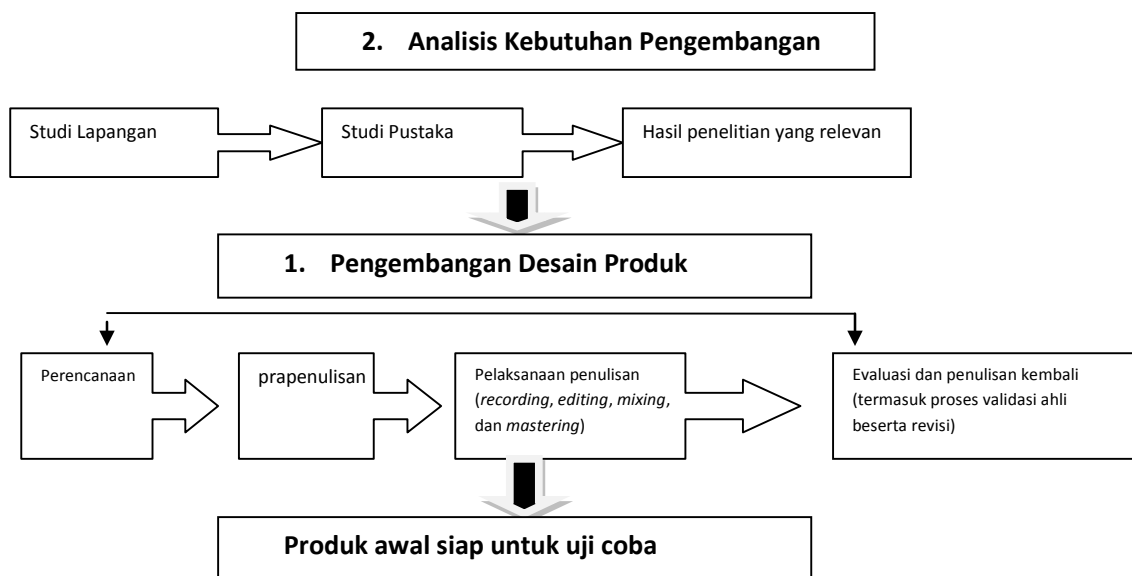 2. Analisis Kebutuhan Pengembangan
Studi Lapangan
Studi Pustaka
Hasil penelitian yang relevan
1. Pengembangan Desain Produk
Perencanaan
prapenulisan
Pelaksanaan penulisan
(recording, editing, mixing,
dan mastering)
Evaluasi dan penulisan kembali
(termasuk proses validasi ahli
beserta revisi)
Produk awal siap untuk uji coba